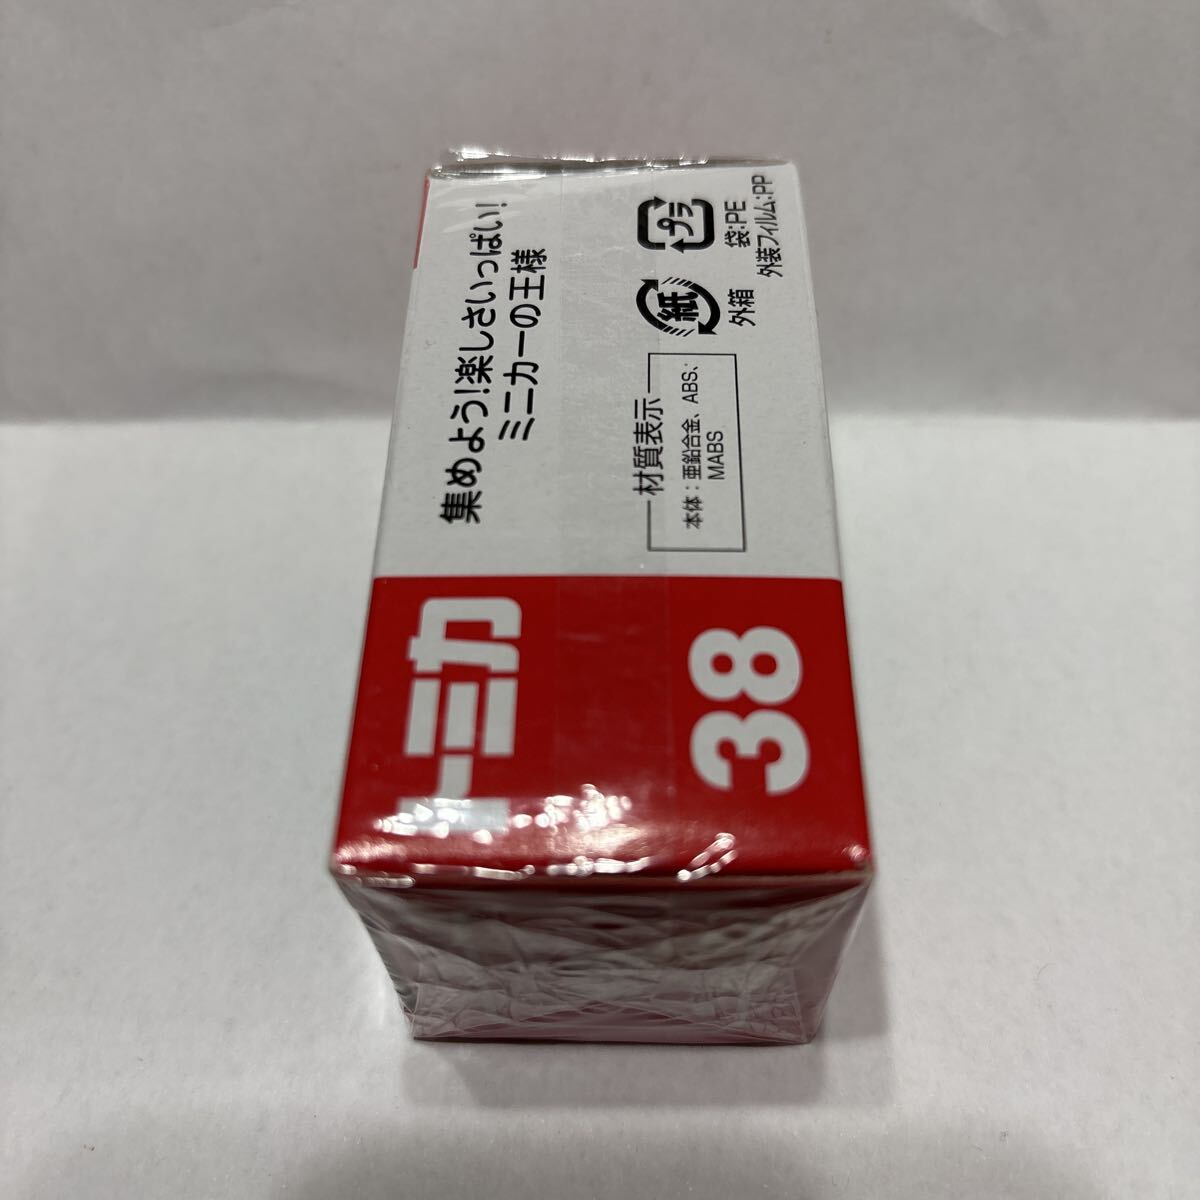 集めよう!楽しさいっぱい!
ミニカーの王様
プラ
袋:PE
外装フィルム:PP
紙
外箱
材質表示
本体:亜鉛合金、ABS、
MABS
トミカ
38